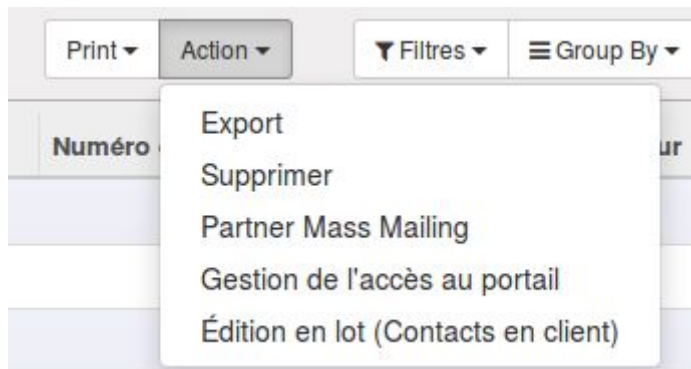 Print Action Filtres Group By
Export
Numéro ur
Supprimer
Partner Mass Mailing
Gestion de l'accès au portail
Édition en lot (Contacts en client)